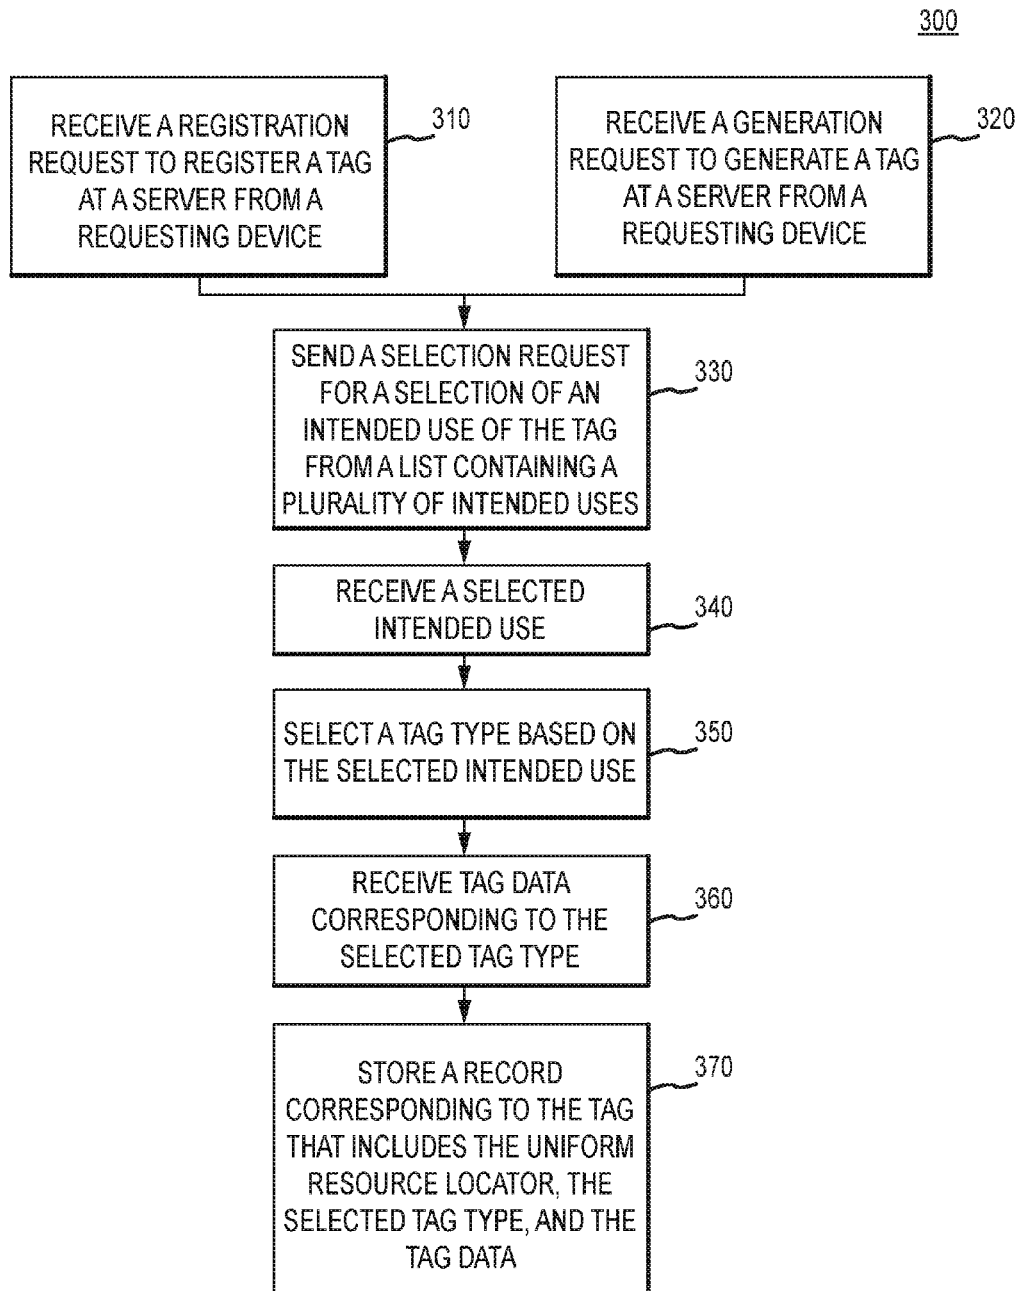 300
RECEIVE A REGISTRATION
REQUEST TO REGISTER A TAG
AT A SERVER FROM A
REQUESTING DEVICE
310
RECEIVE A GENERATION
REQUEST TO GENERATE A TAG
AT A SERVER FROM A
REQUESTING DEVICE
320
SEND A SELECTION REQUEST
FOR A SELECTION OF AN
INTENDED USE OF THE TAG
FROM A LIST CONTAINING A
PLURALITY OF INTENDED USES
330
RECEIVE A SELECTED
INTENDED USE
340
SELECT A TAG TYPE BASED ON
THE SELECTED INTENDED USE
350
RECEIVE TAG DATA
CORRESPONDING TO THE
SELECTED TAG TYPE
360
STORE A RECORD
CORRESPONDING TO THE TAG
THAT INCLUDES THE UNIFORM
RESOURCE LOCATOR, THE
SELECTED TAG TYPE, AND THE
TAG DATA
370